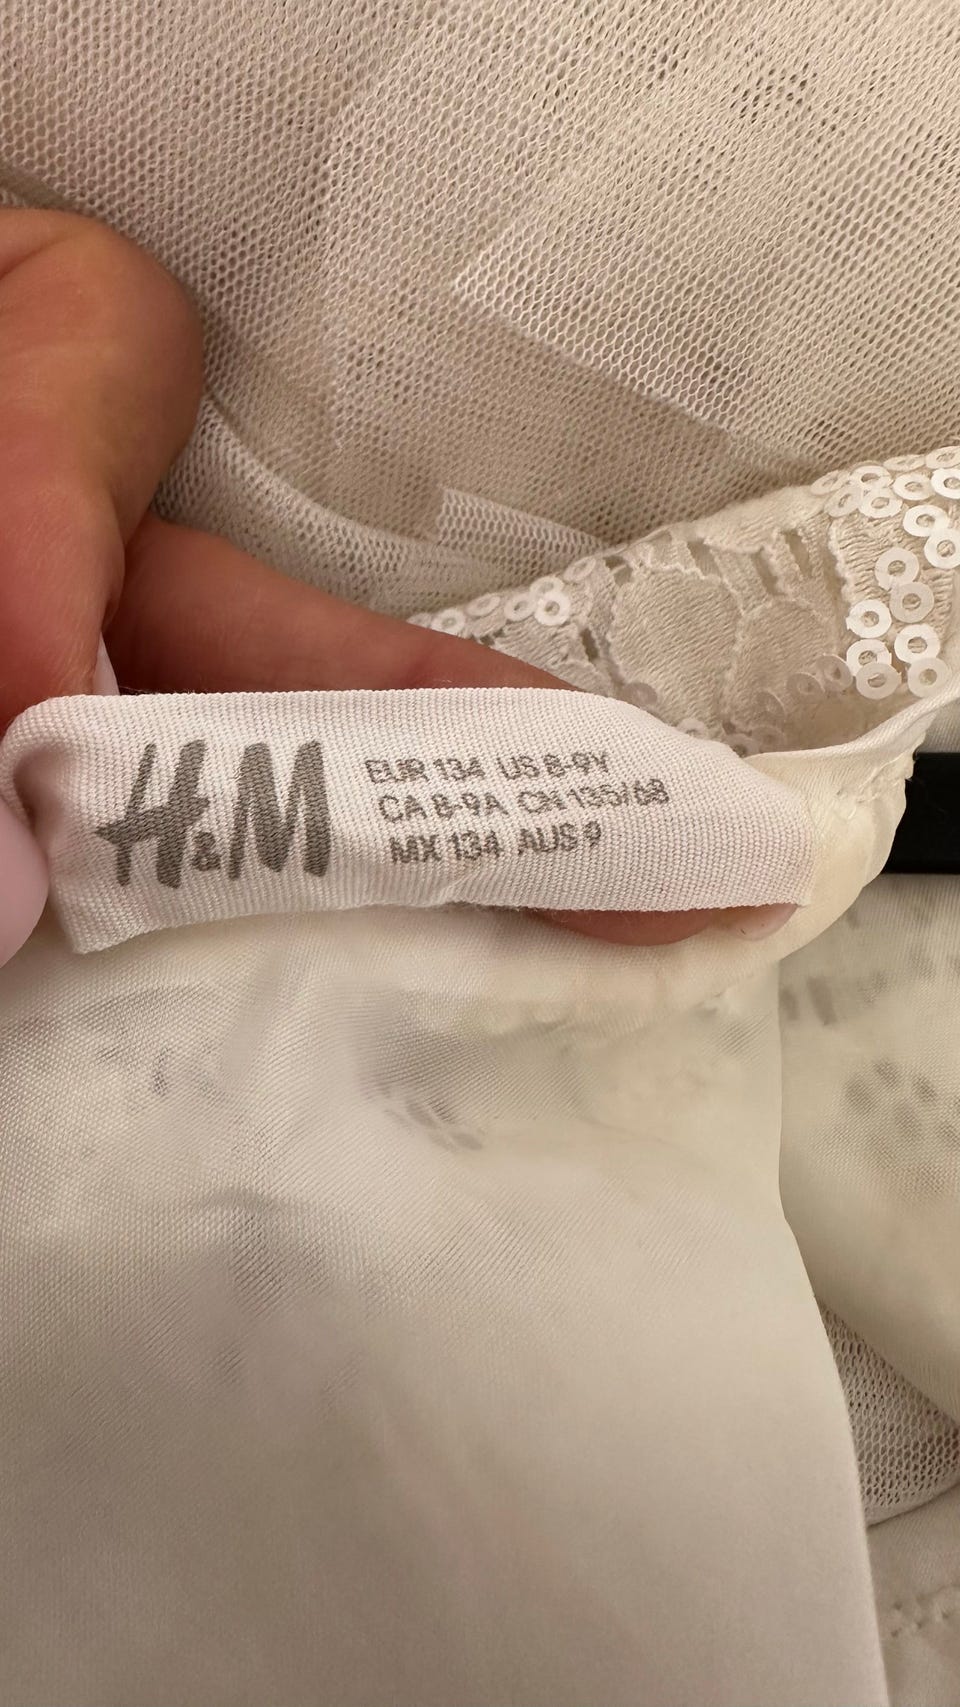 H&M
EUR 134 US 8-9Y
CA 8-9A CN 135/68
MX 134 AUS 9